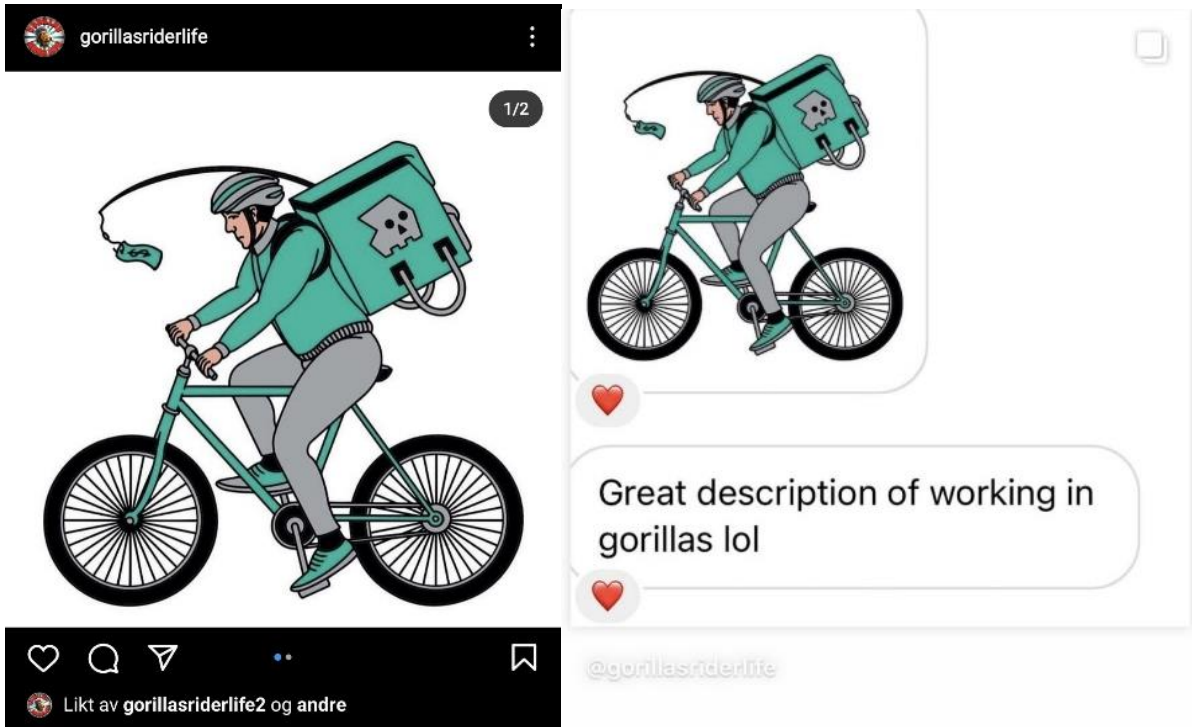 gorillasriderlife
1/2
$
Likt av gorillasriderlife2 og andre
$
Great description of working in
gorillas lol
@gorillasriderlife